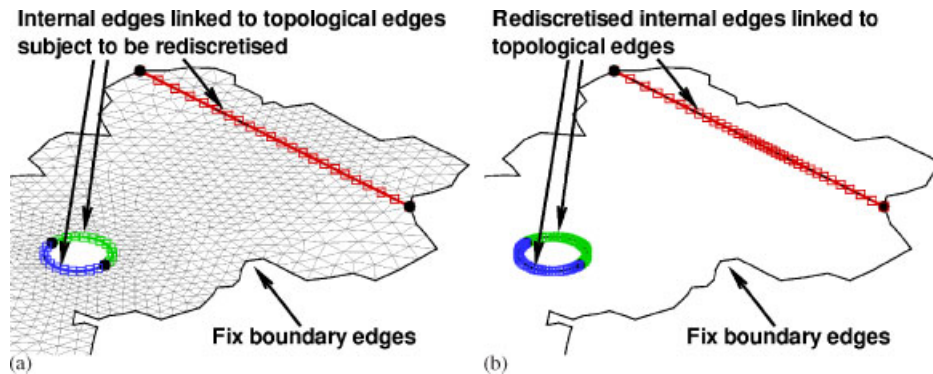 Internal edges linked to topological edges
subject to be rediscretised
Fix boundary edges
(a)
Rediscretised internal edges linked to
topological edges
Fix boundary edges
(b)